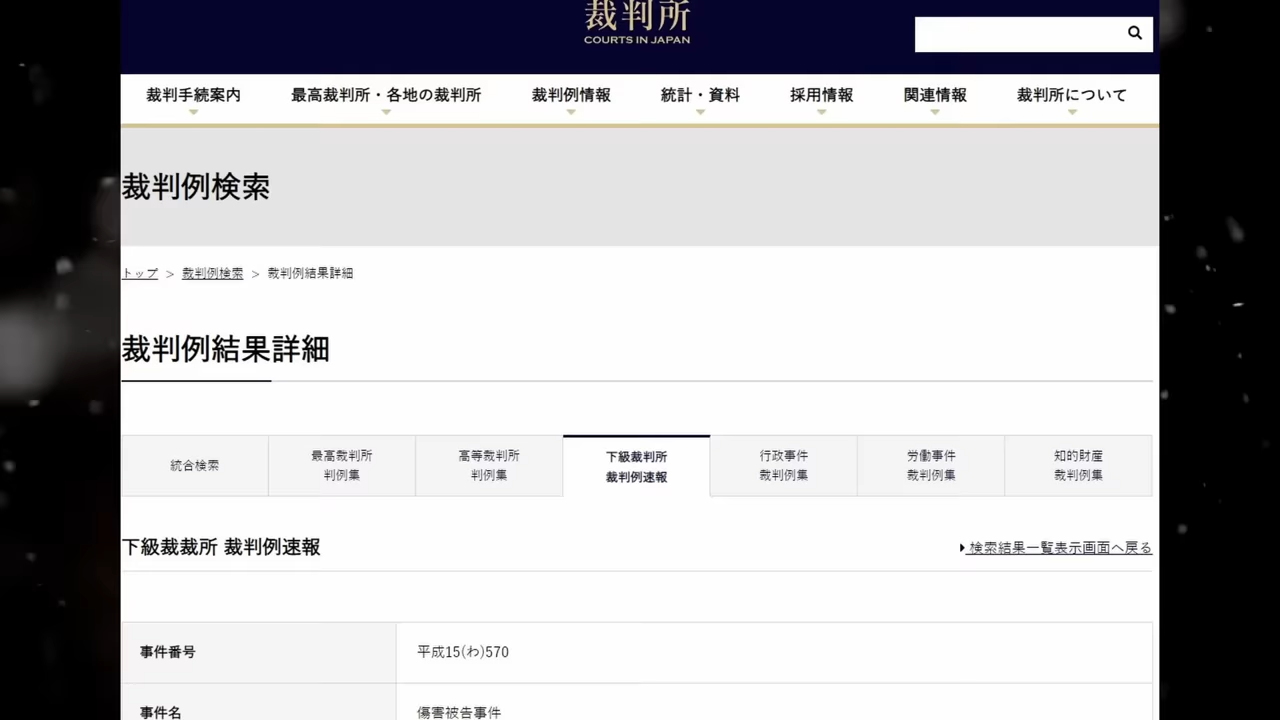 裁判所
COURTS IN JAPAN
裁判手続案内 最高裁判所・各地の裁判所 裁判例情報 統計・資料 採用情報 関連情報 裁判所について
裁判例検索
トップ > 裁判例検索 > 裁判例結果詳細
裁判例結果詳細
統合検索
最高裁判所
判例集
高等裁判所
判例集
下級裁判所
裁判例速報
行政事件
裁判例集
労働事件
裁判例集
知的財産
裁判例集
下級裁裁所 裁判例速報
検索結果一覧表示画面へ戻る
事件番号 平成15(わ)570
事件名 傷害被告事件